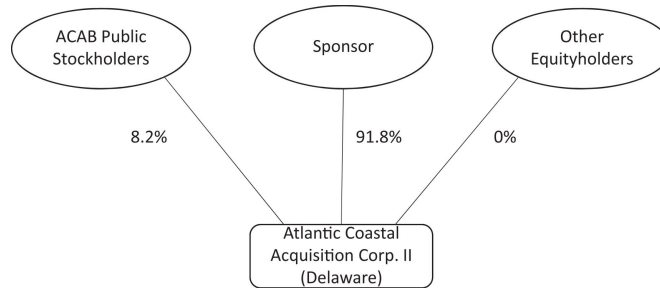 ACAB Public
Stockholders
Sponsor
Other
Equityholders
8.2%
91.8%
0%
Atlantic Coastal
Acquisition Corp. II
(Delaware)